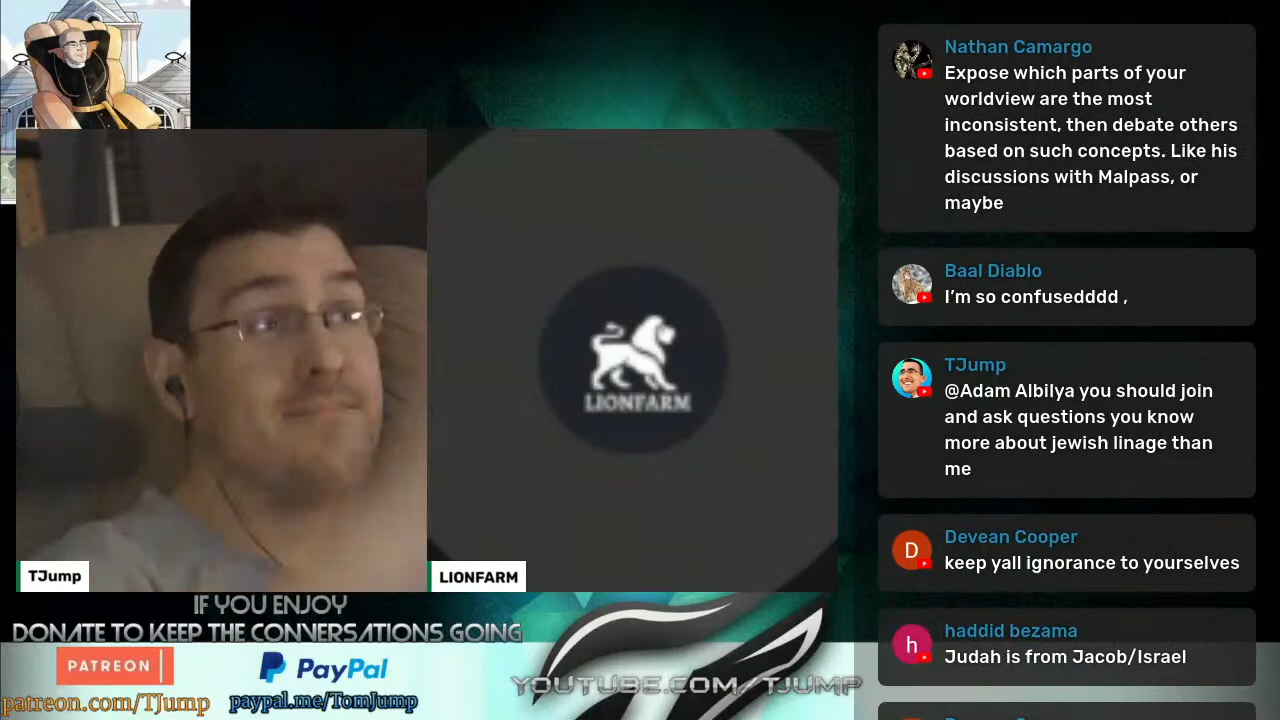 Nathan Camargo
Expose which parts of your
worldview are the most
inconsistent, then debate others
based on such concepts. Like his
discussions with Malpass, or
maybe
Baal Diablo
I’m so confusedddd ,
TJump
@Adam Albilya you should join
and ask questions you know
more about jewish linage than
me
D
Devean Cooper
keep yall ignorance to yourselves
h
haddid bezama
Judah is from Jacob/Israel
LIONFARM
TJump
LIONFARM
IF YOU ENJOY
DONATE TO KEEP THE CONVERSATIONS GOING
PATREON
PayPal
patreon.com/TJump
paypal.me/TomJump
YOUTUBE.COM/TJUMP